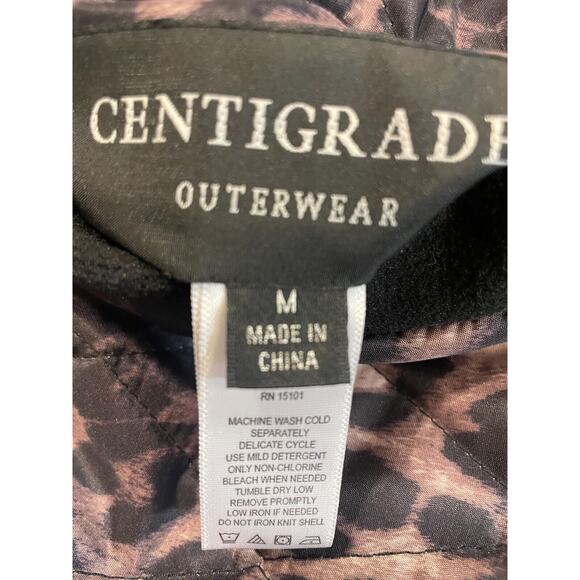 CENTIGRADE
OUTERWEAR
M
MADE IN
CHINA
RN 15101
MACHINE WASH COLD
SEPARATELY
DELICATE CYCLE
USE MILD DETERGENT
ONLY NON-CHLORINE
BLEACH WHEN NEEDED
TUMBLE DRY LOW
REMOVE PROMPTLY
LOW IRON IF NEEDED
DO NOT IRON KNIT SHELL